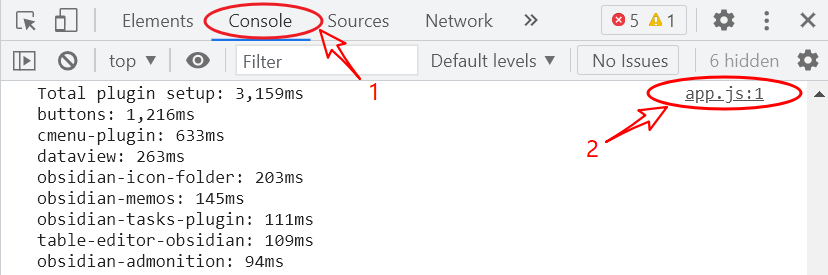 Elements Console Sources Network 5 1
top Filter Default levels No Issues 6 hidden
Total plugin setup: 3,159ms app.js:1
1
buttons: 1,216ms
cmenu-plugin: 633ms
2
dataview: 263ms
obsidian-icon-folder: 203ms
obsidian-memos: 145ms
obsidian-tasks-plugin: 111ms
table-editor-obsidian: 109ms
obsidian-admonition: 94ms